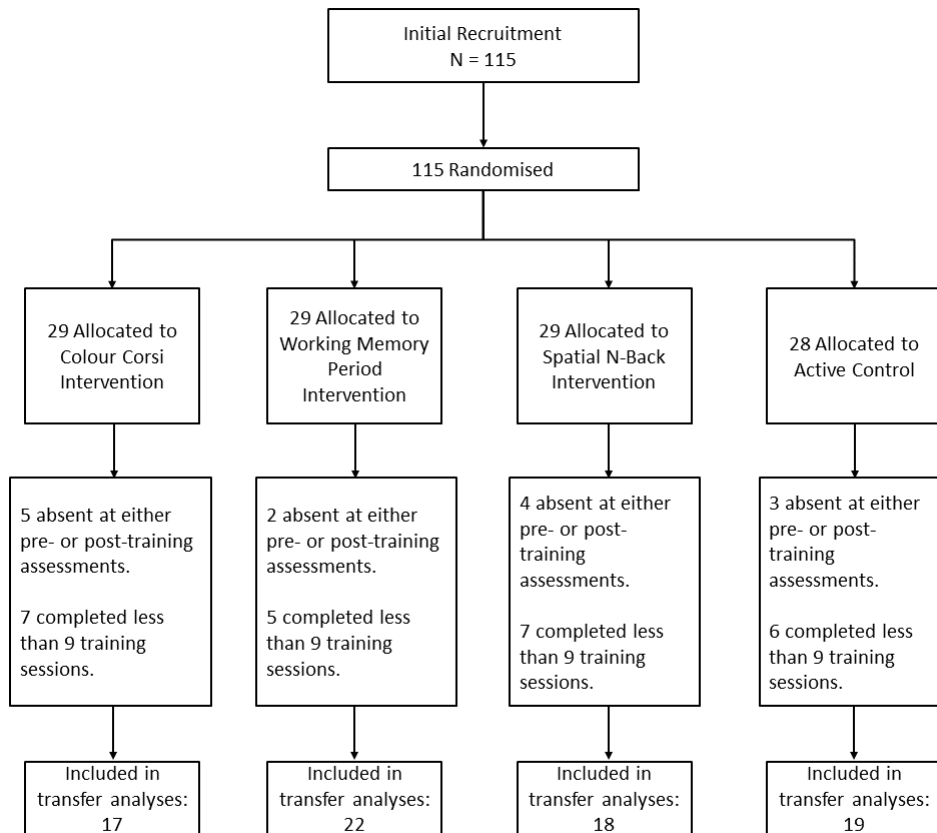 Initial Recruitment
N = 115
115 Randomised
29 Allocated to
Colour Corsi
Intervention
29 Allocated to
Working Memory
Period
Intervention
29 Allocated to
Spatial N-Back
Intervention
28 Allocated to
Active Control
5 absent at either
pre- or post-training
assessments.
7 completed less
than 9 training
sessions.
2 absent at either
pre- or post-training
assessments.
5 completed less
than 9 training
sessions.
4 absent at either
pre- or post-
training
assessments.
7 completed less
than 9 training
sessions.
3 absent at either
pre- or post-
training
assessments.
6 completed less
than 9 training
sessions.
Included in
transfer analyses:
17
Included in
transfer analyses:
22
Included in
transfer analyses:
18
Included in
transfer analyses:
19